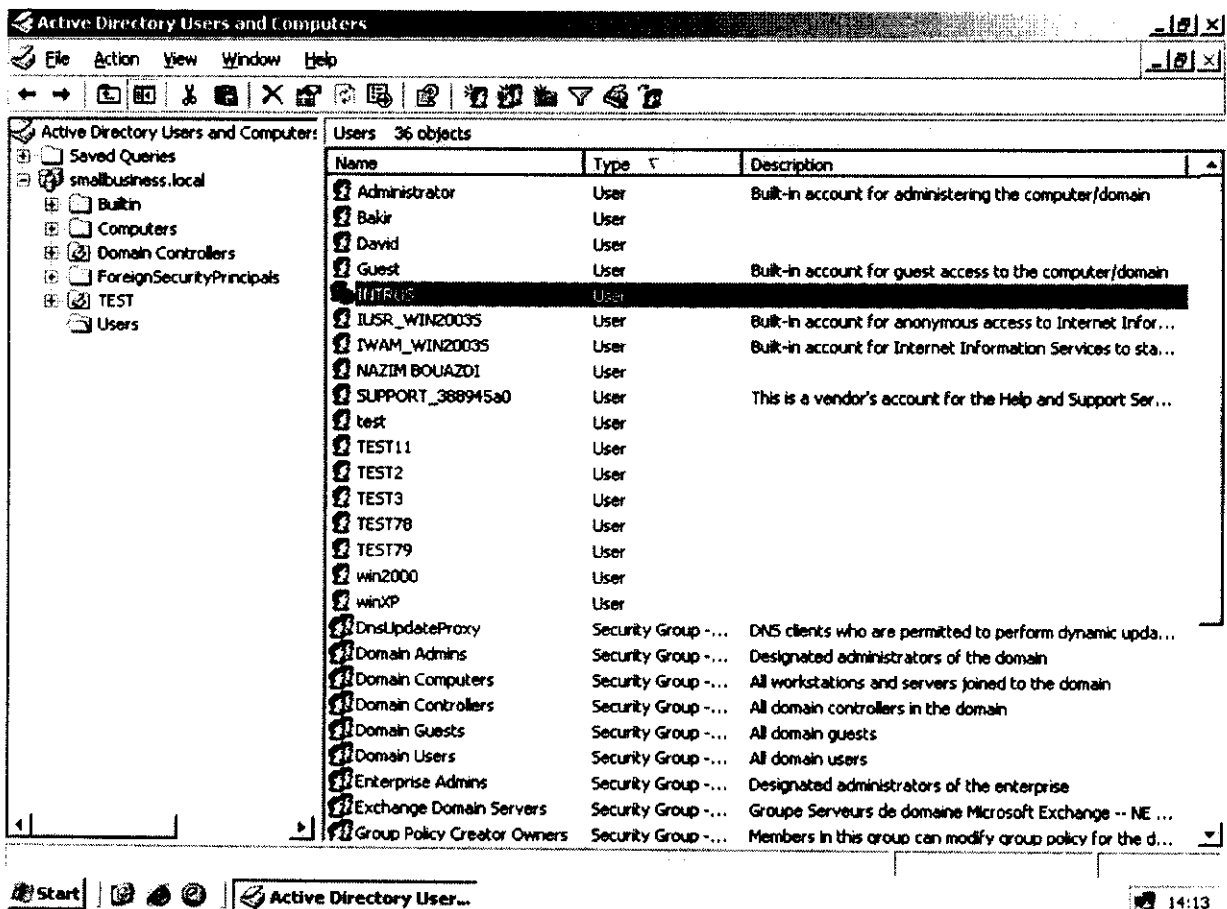 Active Directory Users and Computers
File Action View Window Help
Active Directory Users and Computers
Saved Queries
smallbusiness.local
Builtin
Computers
Domain Controllers
ForeignSecurityPrincipals
TEST
Users
Users 36 objects
Name Type Description
Administrator User Built-in account for administering the computer/domain
Bakir User
David User
Guest User Built-in account for guest access to the computer/domain
INTRUS User
IUSR_WIN2003S User Built-in account for anonymous access to Internet Infor...
IWAM_WIN2003S User Built-in account for Internet Information Services to sta...
NAZIM BOUAZDI User
SUPPORT_388945a0 User This is a vendor's account for the Help and Support Ser...
test User
TEST11 User
TEST2 User
TEST3 User
TEST78 User
TEST79 User
win2000 User
winXP User
DnsUpdateProxy Security Group -... DNS clients who are permitted to perform dynamic upda...
Domain Admins Security Group -... Designated administrators of the domain
Domain Computers Security Group -... All workstations and servers joined to the domain
Domain Controllers Security Group -... All domain controllers in the domain
Domain Guests Security Group -... All domain guests
Domain Users Security Group -... All domain users
Enterprise Admins Security Group -... Designated administrators of the enterprise
Exchange Domain Servers Security Group -... Groupe Serveurs de domaine Microsoft Exchange -- NE ...
Group Policy Creator Owners Security Group -... Members in this group can modify group policy for the d...
Start Active Directory User... 14:13